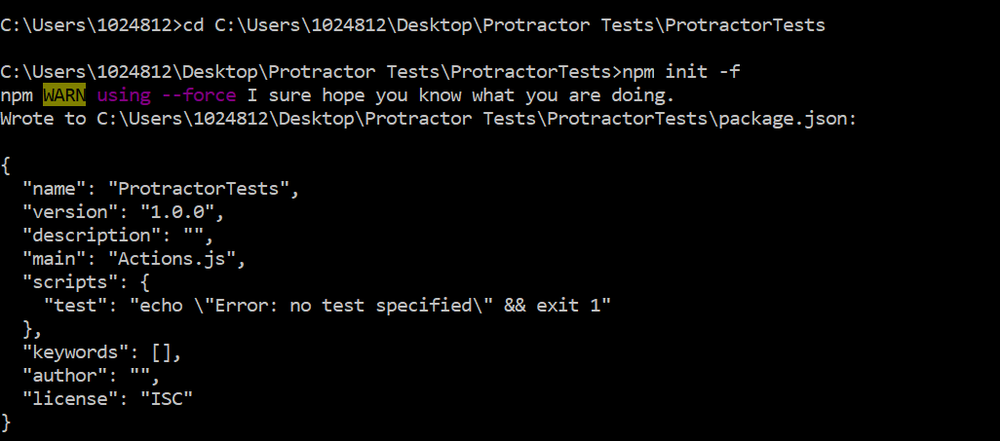 C:\Users\1024812>cd C:\Users\1024812\Desktop\Protractor Tests\ProtractorTests
C:\Users\1024812\Desktop\Protractor Tests\ProtractorTests>npm init -f
npm WARN using --force I sure hope you know what you are doing.
Wrote to C:\Users\1024812\Desktop\Protractor Tests\ProtractorTests\package.json:
{
  "name": "ProtractorTests",
  "version": "1.0.0",
  "description": "",
  "main": "Actions.js",
  "scripts": {
    "test": "echo \"Error: no test specified\" && exit 1"
  },
  "keywords": [],
  "author": "",
  "license": "ISC"
}